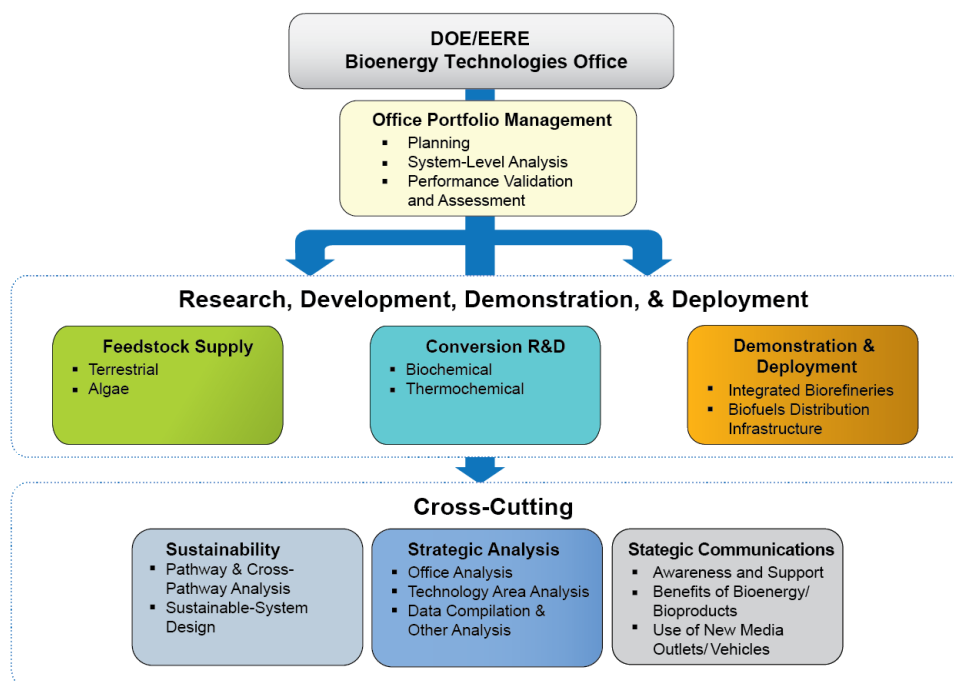 DOE/EERE
Bioenergy Technologies Office
Office Portfolio Management
▪ Planning
▪ System-Level Analysis
▪ Performance Validation
and Assessment
Research, Development, Demonstration, & Deployment
Feedstock Supply
▪ Terrestrial
▪ Algae
Conversion R&D
▪ Biochemical
▪ Thermochemical
Demonstration &
Deployment
▪ Integrated Biorefineries
▪ Biofuels Distribution
Infrastructure
Cross-Cutting
Sustainability
▪ Pathway & Cross-
Pathway Analysis
▪ Sustainable-System
Design
Strategic Analysis
▪ Office Analysis
▪ Technology Area Analysis
▪ Data Compilation &
Other Analysis
Stategic Communications
▪ Awareness and Support
▪ Benefits of Bioenergy/
Bioproducts
▪ Use of New Media
Outlets/Vehicles